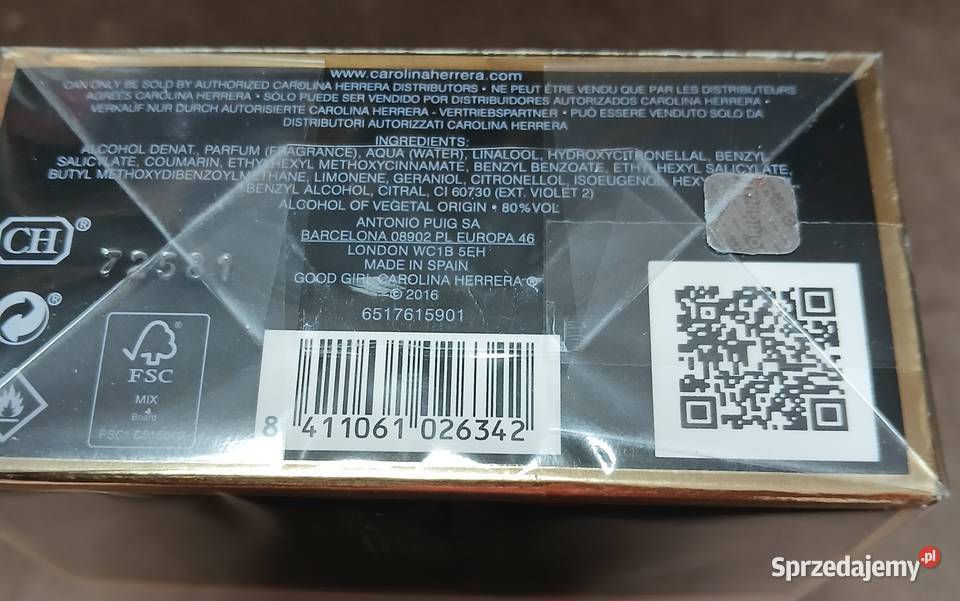 www.carolinaherrera.com
CAN ONLY BE SOLD BY AUTHORIZED CAROLINA HERRERA DISTRIBUTORS • NE PEUT ÊTRE VENDU QUE PAR LES DISTRIBUTEURS
AGRÉES CAROLINA HERRERA • SÓLO PUEDE SER VENDIDO POR DISTRIBUIDORES AUTORIZADOS CAROLINA HERRERA •
VERKAUF NUR DURCH AUTORISIERTE CAROLINA HERRERA - VERTRIEBSPARTNER • PUÒ ESSERE VENDUTO SOLO DA
DISTRIBUTORI AUTORIZZATI CAROLINA HERRERA
INGREDIENTS:
ALCOHOL DENAT., PARFUM (FRAGRANCE), AQUA (WATER), LINALOOL, HYDROXYCITRONELLAL, BENZYL
SALICYLATE, COUMARIN, ETHYLHEXYL METHOXYCINNAMATE, BENZYL BENZOATE, ETHYLHEXYL SALICYLATE,
BUTYL METHOXYDIBENZOYLMETHANE, LIMONENE, GERANIOL, CITRONELLOL, ISOEUGENOL,
BENZYL ALCOHOL, CITRAL, CI 60730 (EXT. VIOLET 2)
ALCOHOL OF VEGETAL ORIGIN • 80%VOL
ANTONIO PUIG SA
BARCELONA 08902 PL EUROPA 46
LONDON WC1B 5EH
MADE IN SPAIN
GOOD GIRL CAROLINA HERRERA ®
© 2016
6517615901
CH®
72581
®
FSC
MIX
Board
8 411061 026342
Sprzedajemy.pl